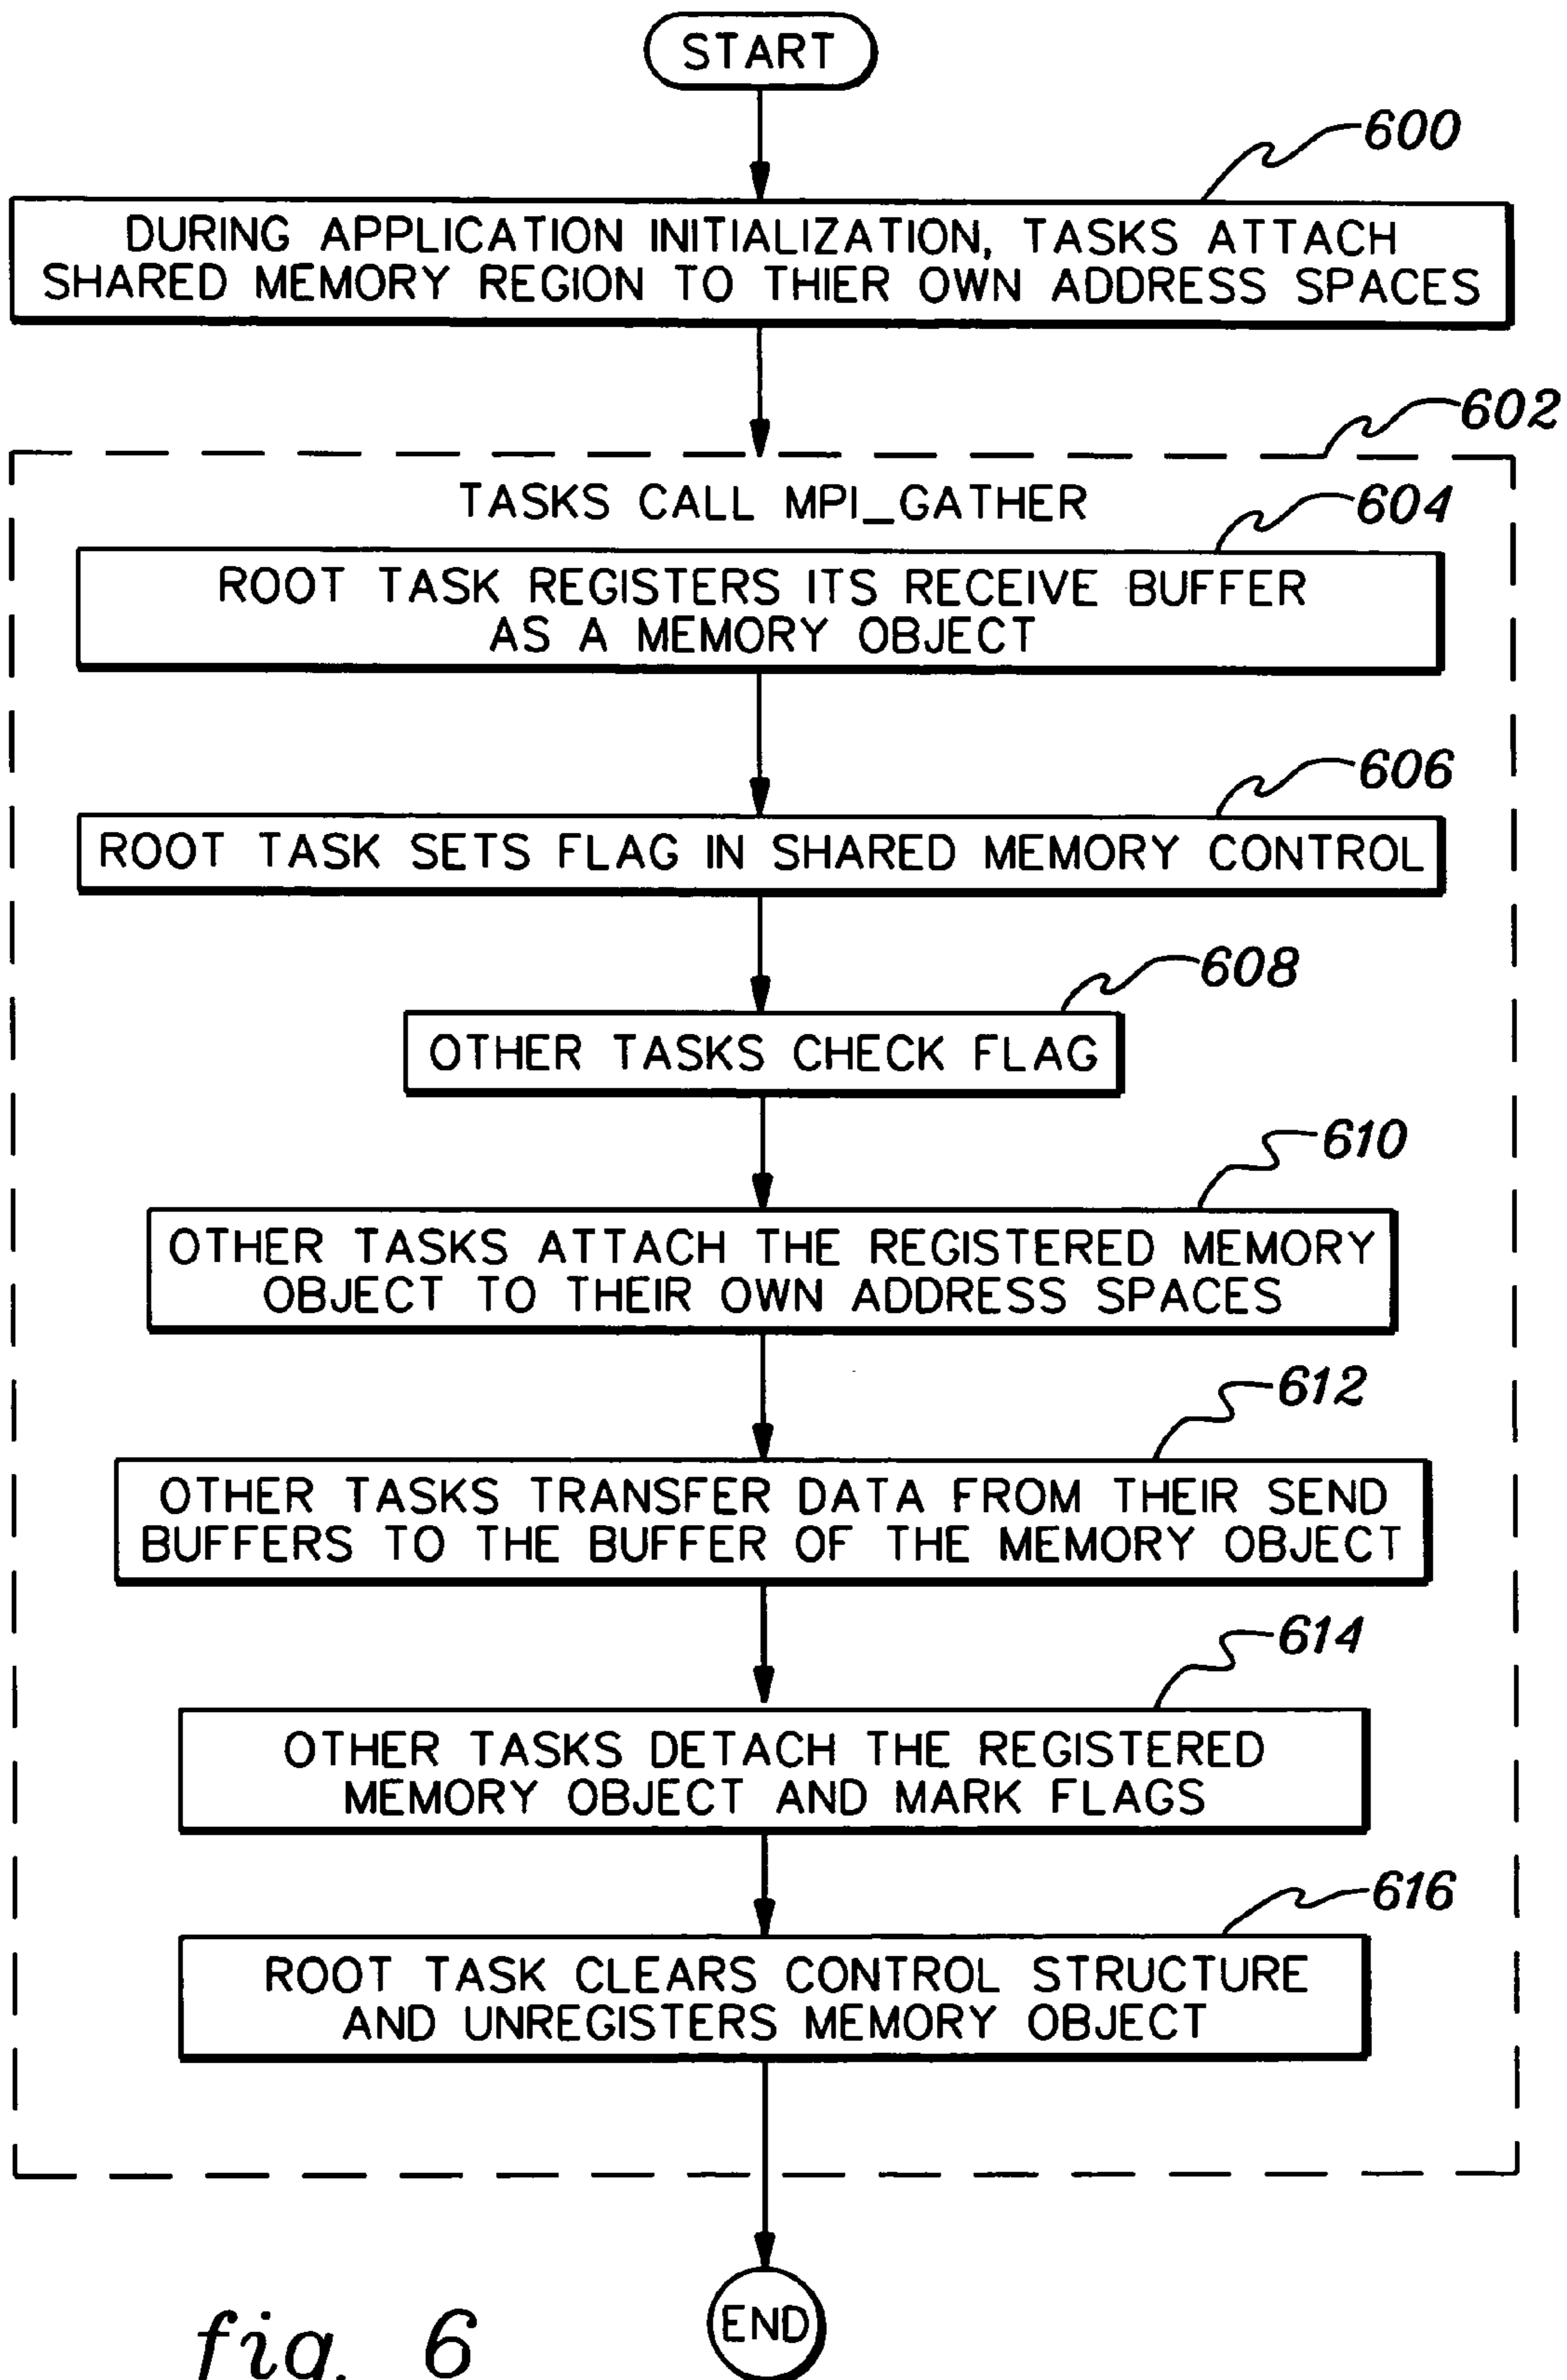 START
600
DURING APPLICATION INITIALIZATION, TASKS ATTACH
SHARED MEMORY REGION TO THIER OWN ADDRESS SPACES
602
TASKS CALL MPI_GATHER
604
ROOT TASK REGISTERS ITS RECEIVE BUFFER
AS A MEMORY OBJECT
606
ROOT TASK SETS FLAG IN SHARED MEMORY CONTROL
608
OTHER TASKS CHECK FLAG
610
OTHER TASKS ATTACH THE REGISTERED MEMORY
OBJECT TO THEIR OWN ADDRESS SPACES
612
OTHER TASKS TRANSFER DATA FROM THEIR SEND
BUFFERS TO THE BUFFER OF THE MEMORY OBJECT
614
OTHER TASKS DETACH THE REGISTERED
MEMORY OBJECT AND MARK FLAGS
616
ROOT TASK CLEARS CONTROL STRUCTURE
AND UNREGISTERS MEMORY OBJECT
END
fig. 6